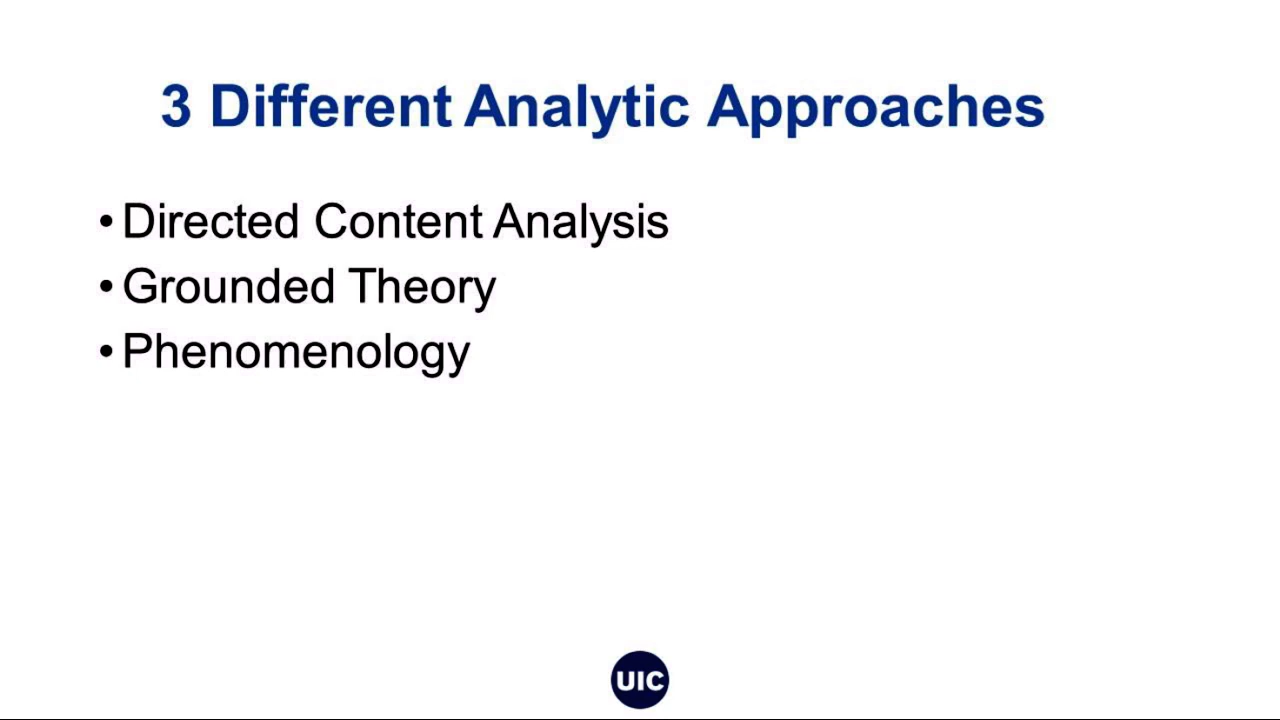 3 Different Analytic Approaches
• Directed Content Analysis
• Grounded Theory
• Phenomenology
UIC